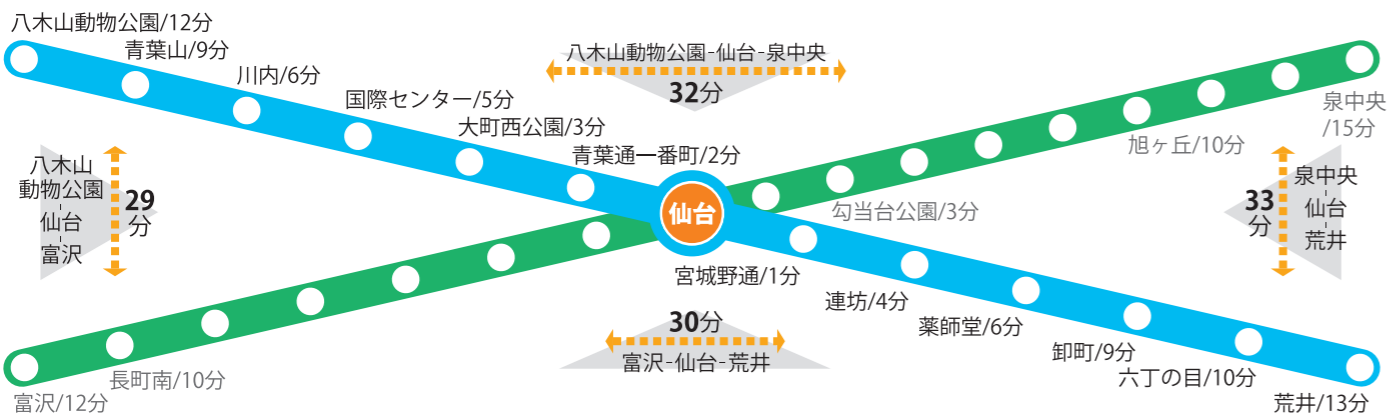 八木山動物公園/12分
青葉山/9分
川内/6分
国際センター/5分
大町西公園/3分
青葉通一番町/2分
八木山動物公園-仙台-泉中央
32分
泉中央
/15分
旭ヶ丘/10分
勾当台公園/3分
仙台
八木山
動物公園
-
仙台
-
富沢
29
分
泉中央
-
仙台
-
荒井
33
分
宮城野通/1分
連坊/4分
薬師堂/6分
卸町/9分
六丁の目/10分
荒井/13分
30分
富沢-仙台-荒井
長町南/10分
富沢/12分